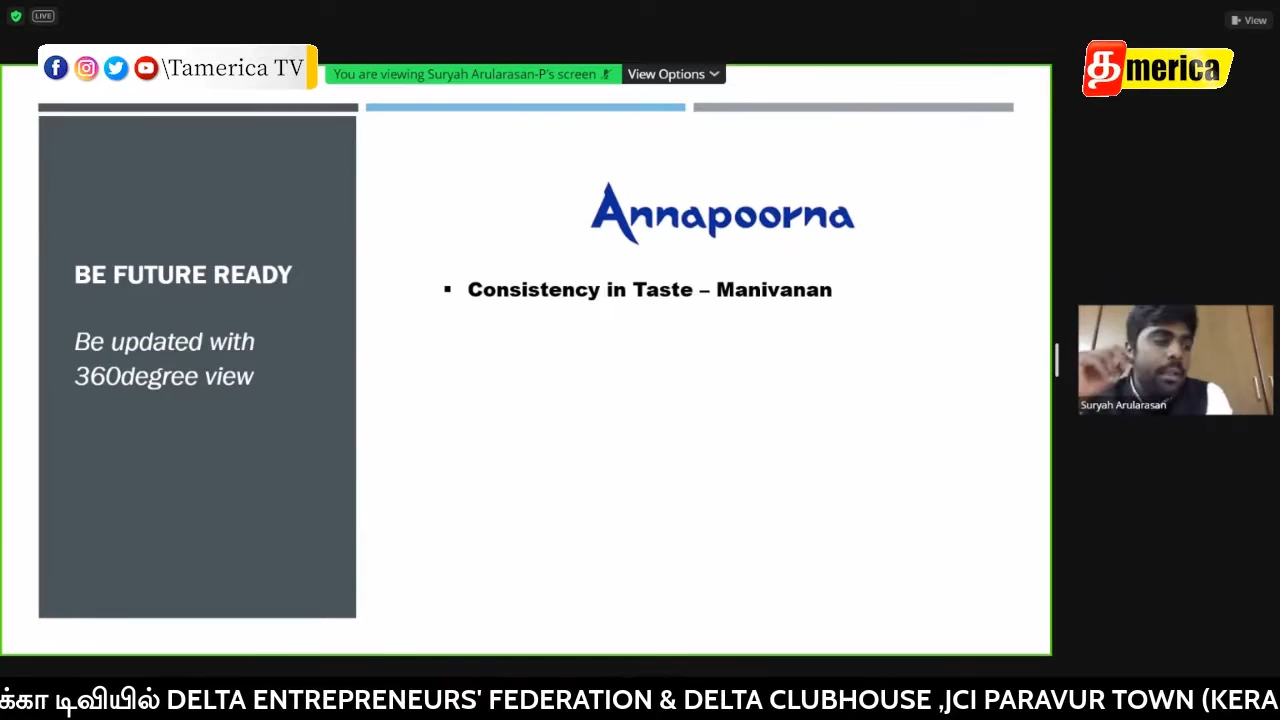 LIVE
View
\Tamerica TV
You are viewing Suryah Arularasan-P's screen
View Options
தmerica
Annapoorna
BE FUTURE READY
Be updated with
360degree view
▪ Consistency in Taste – Manivanan
Suryah Arularasan
க்கா டிவியில் DELTA ENTREPRENEURS' FEDERATION & DELTA CLUBHOUSE ,JCI PARAVUR TOWN (KERA